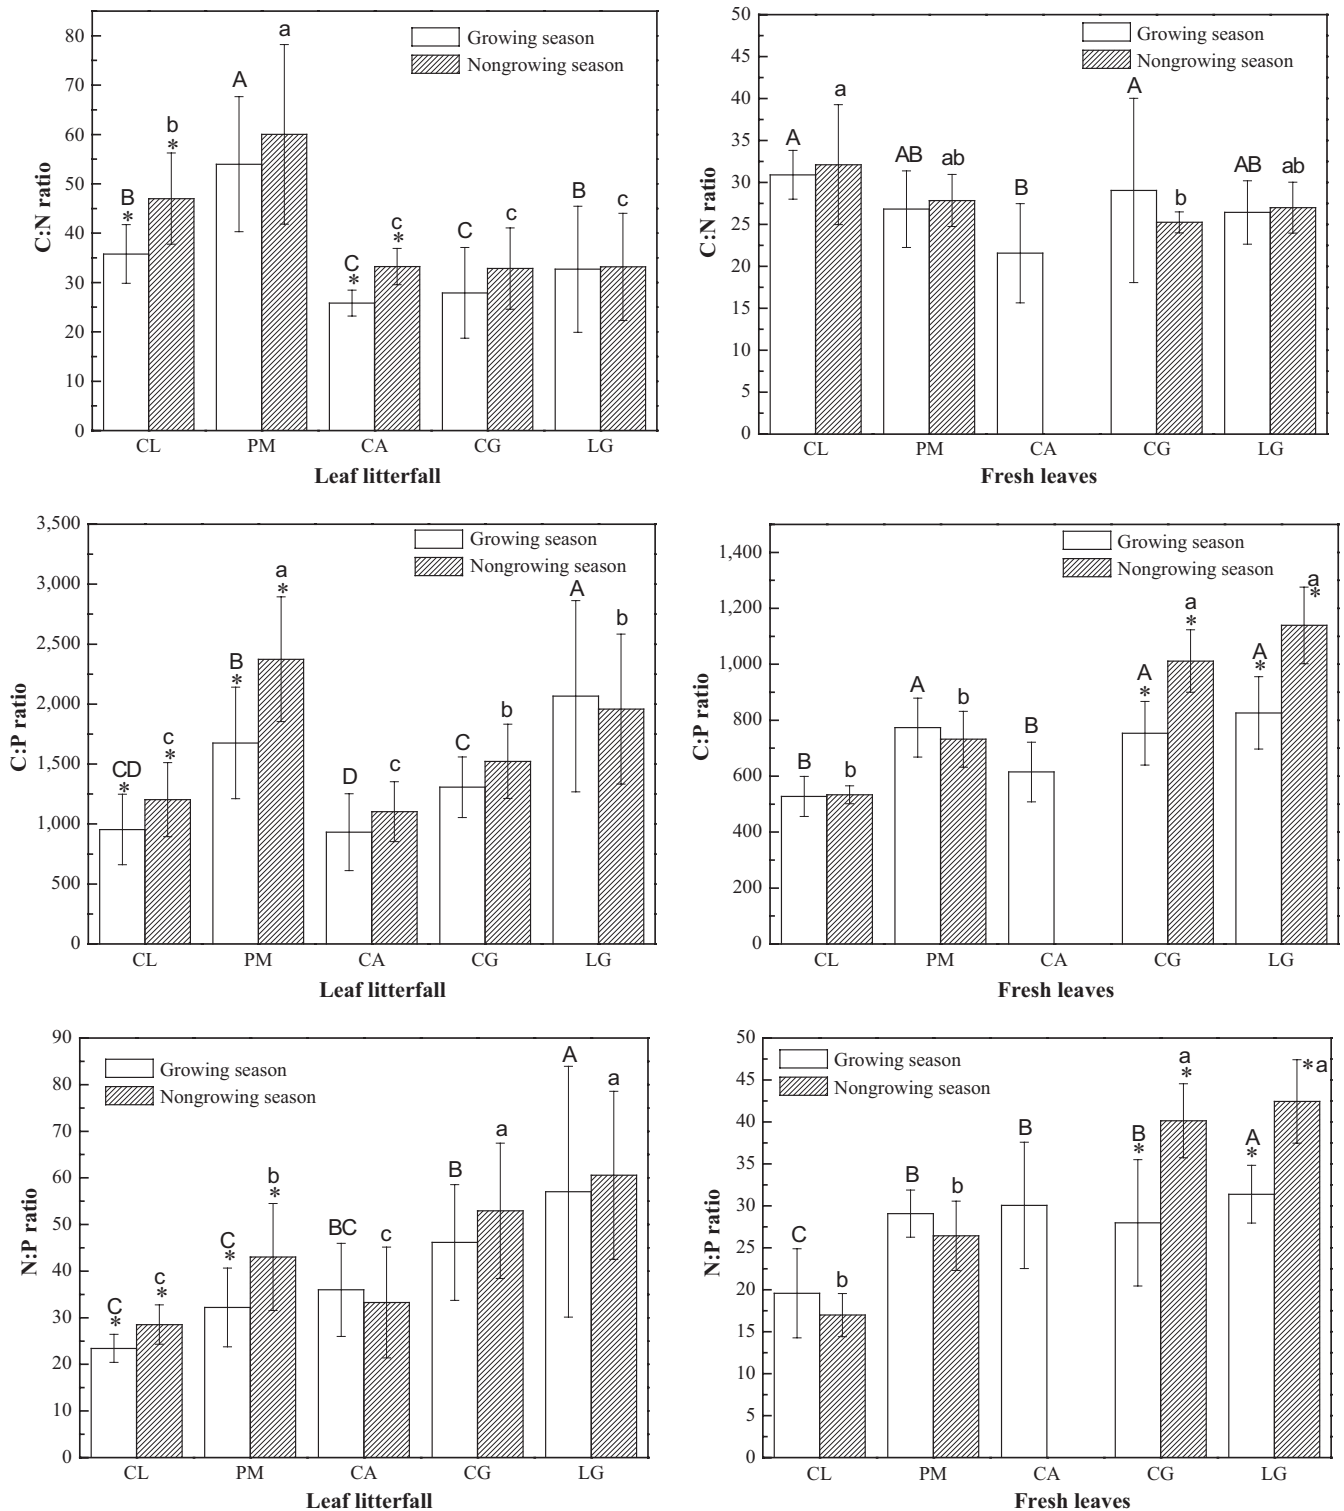 C:N ratio
80
70
60
50
40
30
20
10
0
Growing season
Nongrowing season
B
*
b
*
A
a
C
*
c
*
C
c
B
c
CL PM CA CG LG
Leaf litterfall
C:N ratio
50
45
40
35
30
25
20
15
10
5
0
Growing season
Nongrowing season
A
a
AB
ab
B
A
b
AB
ab
CL PM CA CG LG
Fresh leaves
C:P ratio
3,500
3,000
2,500
2,000
1,500
1,000
500
0
Growing season
Nongrowing season
CD
*
c
*
B
*
a
*
D
c
C
b
A
b
CL PM CA CG LG
Leaf litterfall
C:P ratio
1,400
1,200
1,000
800
600
400
200
0
Growing season
Nongrowing season
B
b
A
b
B
A
*
a
*
A
*
a
*
CL PM CA CG LG
Fresh leaves
N:P ratio
90
80
70
60
50
40
30
20
10
0
Growing season
Nongrowing season
C
*
c
*
C
*
b
*
BC
c
B
a
A
a
CL PM CA CG LG
Leaf litterfall
N:P ratio
50
45
40
35
30
25
20
15
10
5
0
Growing season
Nongrowing season
C
b
B
b
B
B
*
a
*
A
*
*a
CL PM CA CG LG
Fresh leaves